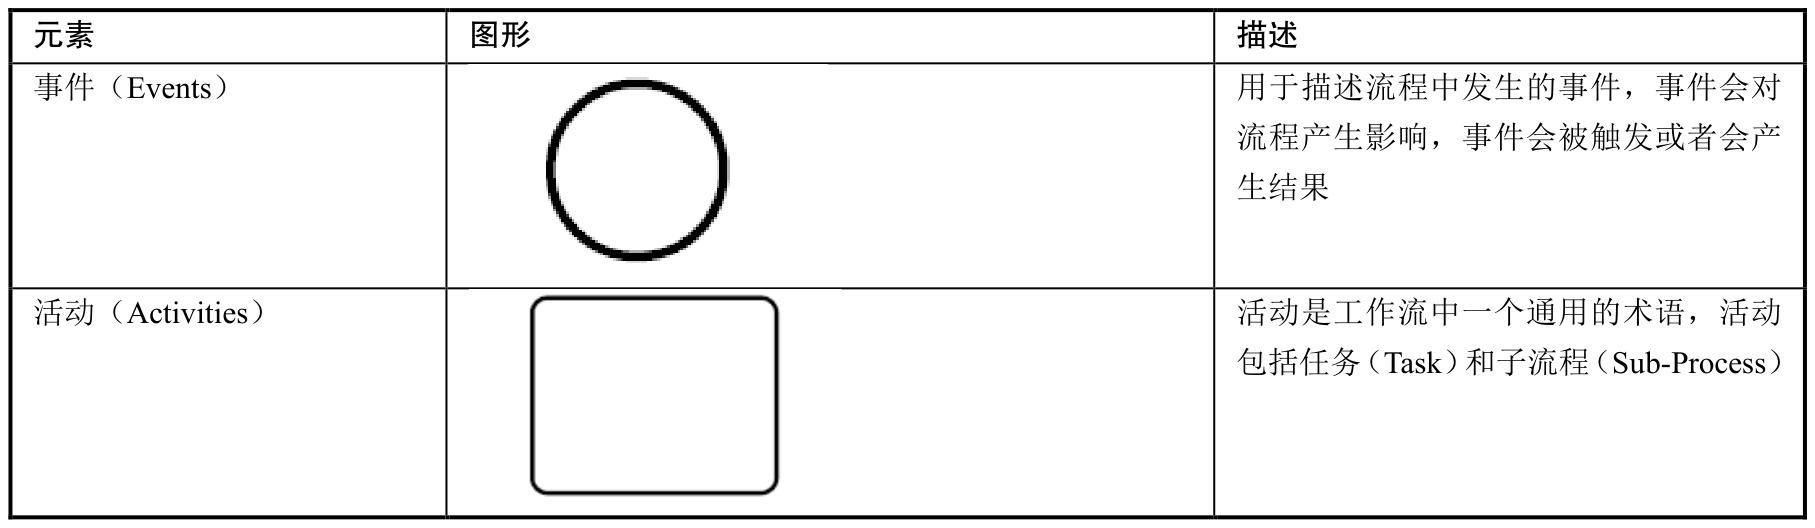 元素
图形
描述
事件（Events）
用于描述流程中发生的事件，事件会对
流程产生影响，事件会被触发或者会产
生结果
活动（Activities）
活动是工作流中一个通用的术语，活动
包括任务（Task）和子流程（Sub-Process）